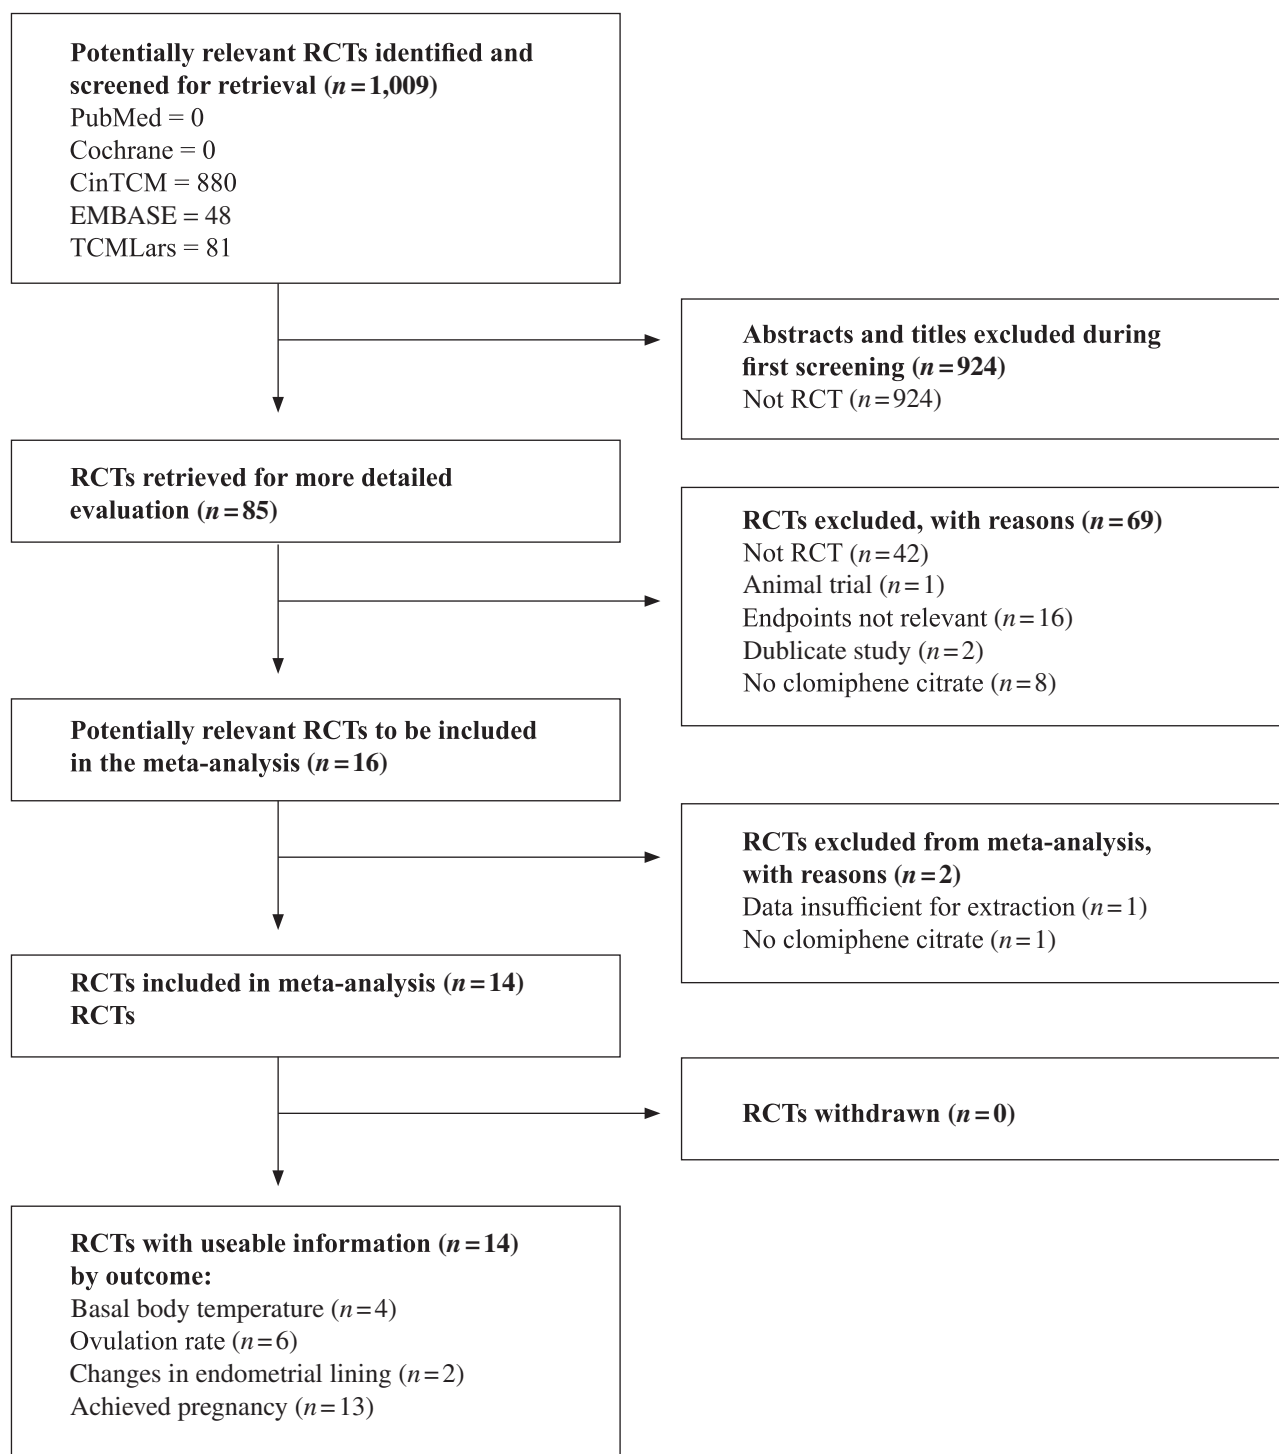 Potentially relevant RCTs identified and
screened for retrieval (n=1,009)
PubMed = 0
Cochrane = 0
CinTCM = 880
EMBASE = 48
TCMLars = 81
Abstracts and titles excluded during
first screening (n=924)
Not RCT (n=924)
RCTs retrieved for more detailed
evaluation (n=85)
RCTs excluded, with reasons (n=69)
Not RCT (n=42)
Animal trial (n=1)
Endpoints not relevant (n=16)
Dublicate study (n=2)
No clomiphene citrate (n=8)
Potentially relevant RCTs to be included
in the meta-analysis (n=16)
RCTs excluded from meta-analysis,
with reasons (n=2)
Data insufficient for extraction (n=1)
No clomiphene citrate (n=1)
RCTs included in meta-analysis (n=14)
RCTs
RCTs withdrawn (n=0)
RCTs with useable information (n=14)
by outcome:
Basal body temperature (n=4)
Ovulation rate (n=6)
Changes in endometrial lining (n=2)
Achieved pregnancy (n=13)